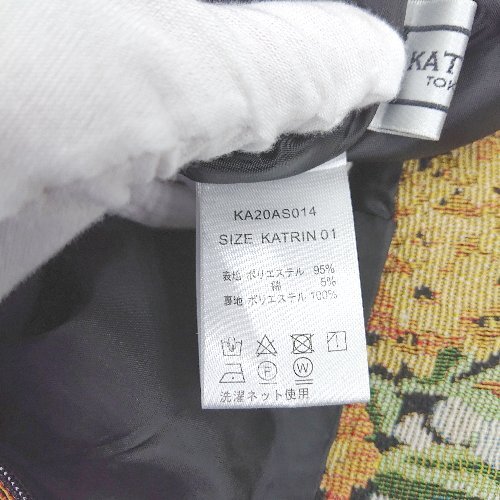 KAT
TO
KA20AS014
SIZE KATRIN 01
表地 ポリエステル 95%
綿 5%
裏地 ポリエステル 100%
洗濯ネット使用